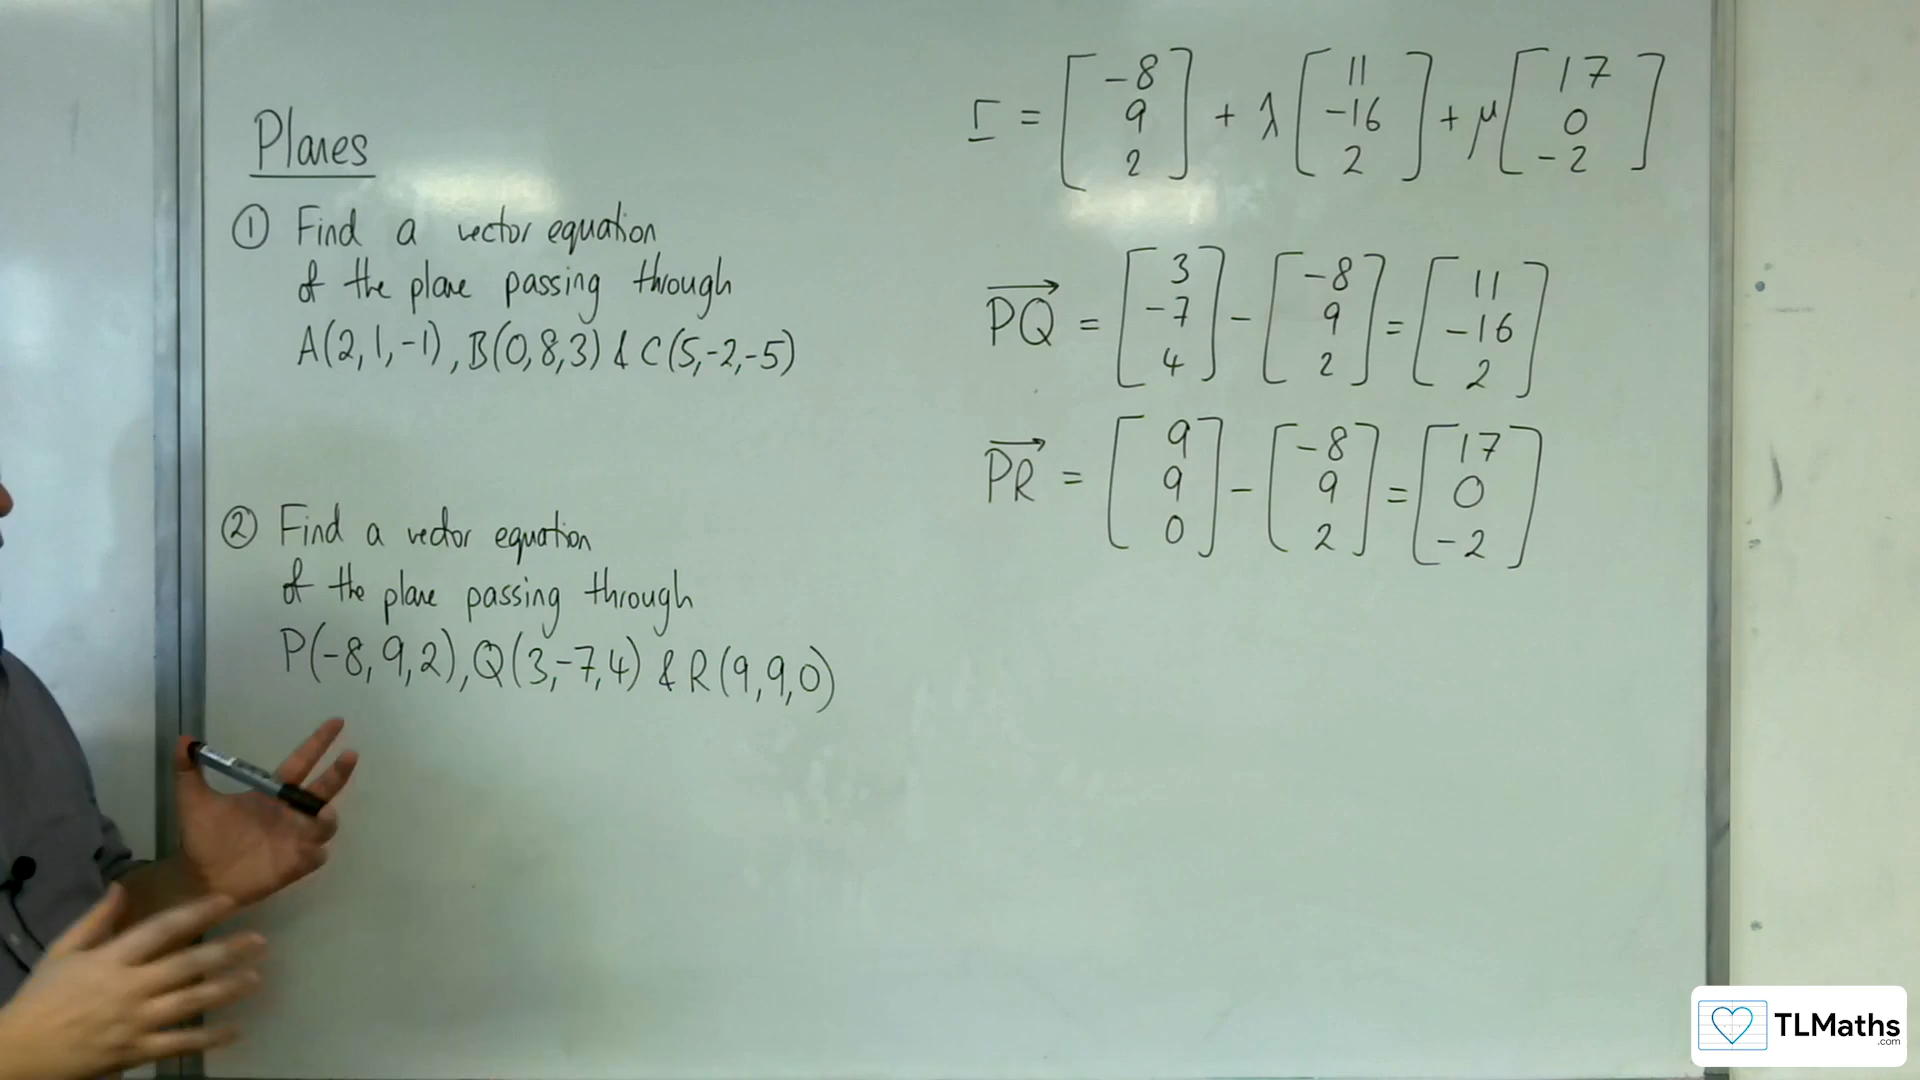 Planes
① Find a vector equation
of the plane passing through
A(2, 1, -1), B(0, 8, 3) & C(5, -2, -5)
② Find a vector equation
of the plane passing through
P(-8, 9, 2), Q(3, -7, 4) & R(9, 9, 0)
r = [-8 9 2] + λ[11 -16 2] + μ[17 0 -2]
PQ = [3 -7 4] - [-8 9 2] = [11 -16 2]
PR = [9 9 0] - [-8 9 2] = [17 0 -2]
TLMaths
.com